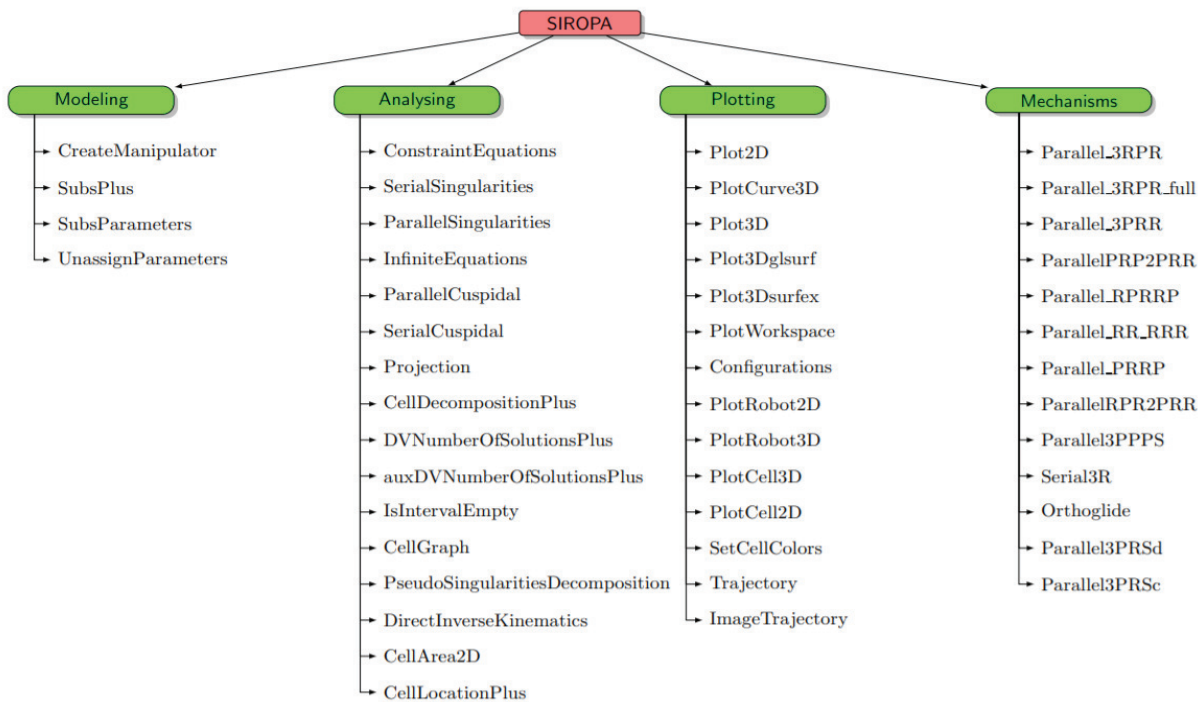 SIROPA
Modeling
CreateManipulator
SubsPlus
SubsParameters
UnassignParameters
Analysing
ConstraintEquations
SerialSingularities
ParallelSingularities
InfiniteEquations
ParallelCuspidal
SerialCuspidal
Projection
CellDecompositionPlus
DVNumberOfSolutionsPlus
auxDVNumberOfSolutionsPlus
IsIntervalEmpty
CellGraph
PseudoSingularitiesDecomposition
DirectInverseKinematics
CellArea2D
CellLocationPlus
Plotting
Plot2D
PlotCurve3D
Plot3D
Plot3Dglsurf
Plot3Dsurfex
PlotWorkspace
Configurations
PlotRobot2D
PlotRobot3D
PlotCell3D
PlotCell2D
SetCellColors
Trajectory
ImageTrajectory
Mechanisms
Parallel_3RPR
Parallel_3RPR_full
Parallel_3PRR
ParallelPRP2PRR
Parallel_RPRRP
Parallel_RR_RRR
Parallel_PRRP
ParallelRPR2PRR
Parallel3PPPS
Serial3R
Orthoglide
Parallel3PRSd
Parallel3PRSc